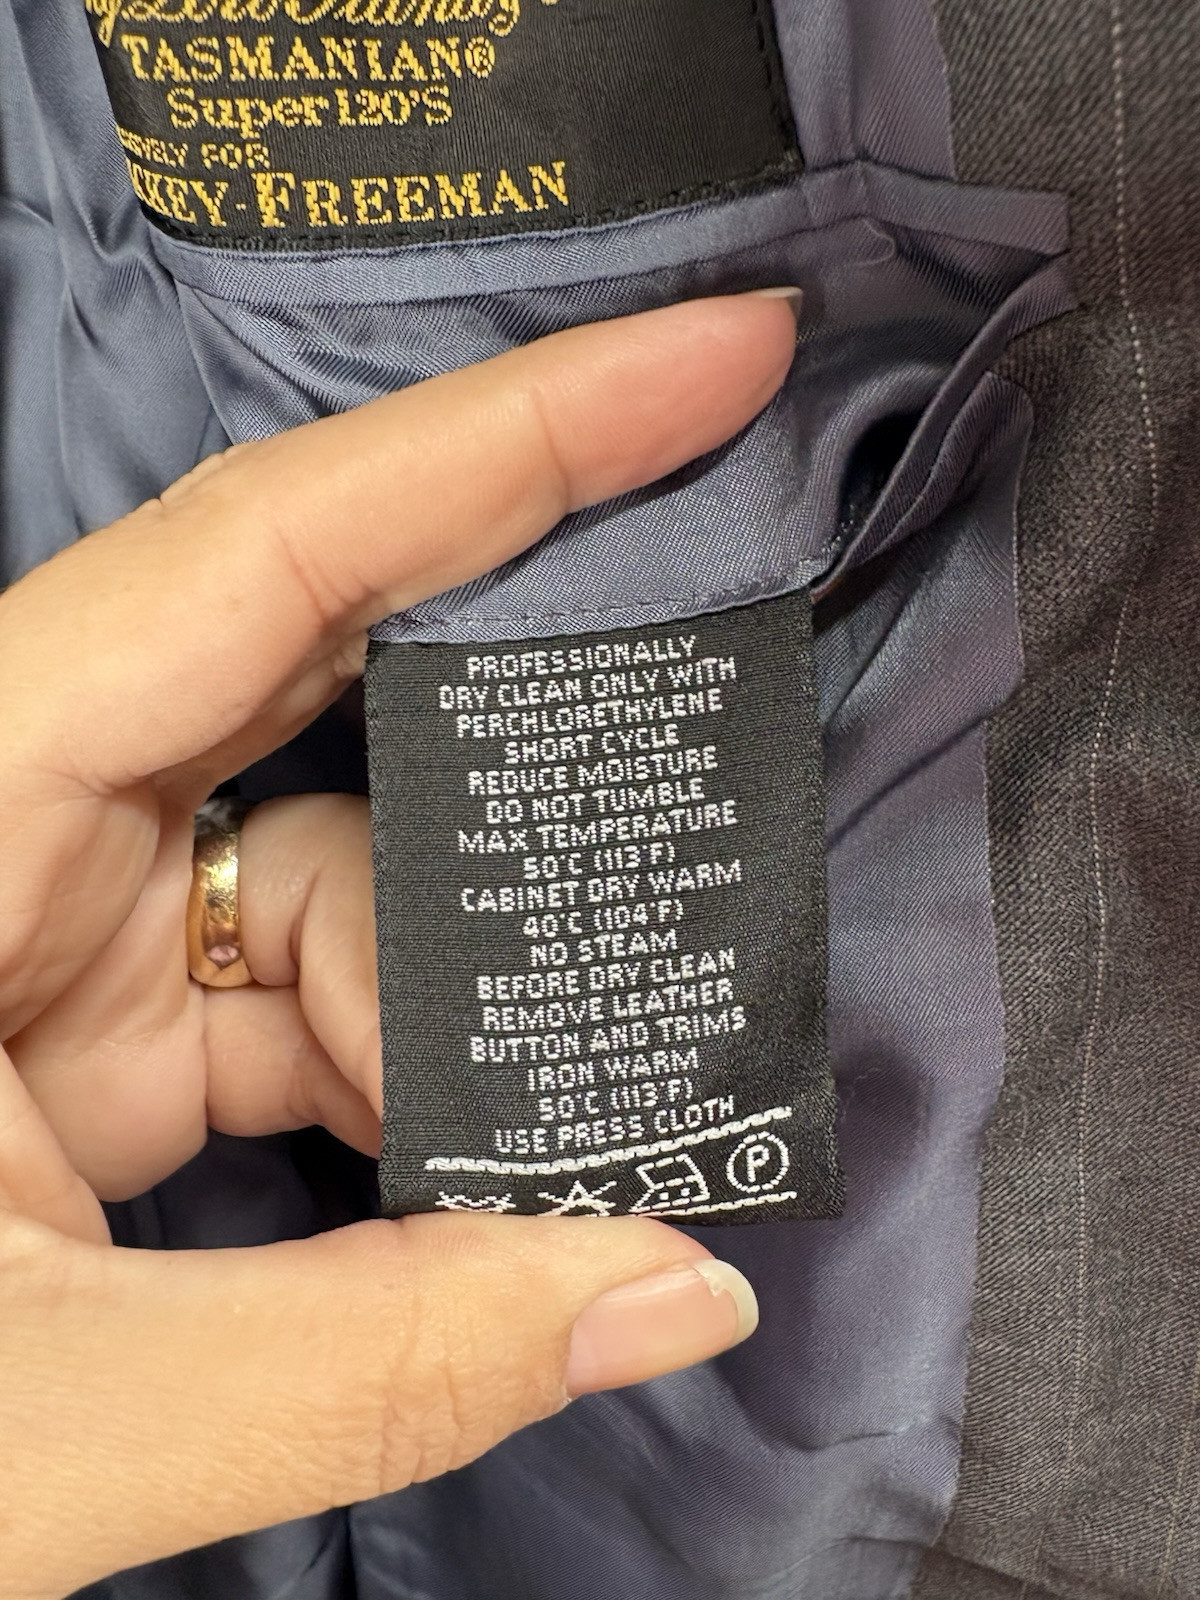 TASMANIAN®
Super 120'S
FOR
FREEMAN
PROFESSIONALLY
DRY CLEAN ONLY WITH
PERCHLORETHYLENE
SHORT CYCLE
REDUCE MOISTURE
DO NOT TUMBLE
MAX TEMPERATURE
50°C (113°F)
CABINET DRY WARM
40°C (104°F)
NO STEAM
BEFORE DRY CLEAN
REMOVE LEATHER
BUTTON AND TRIMS
IRON WARM
50°C (113°F)
USE PRESS CLOTH
P